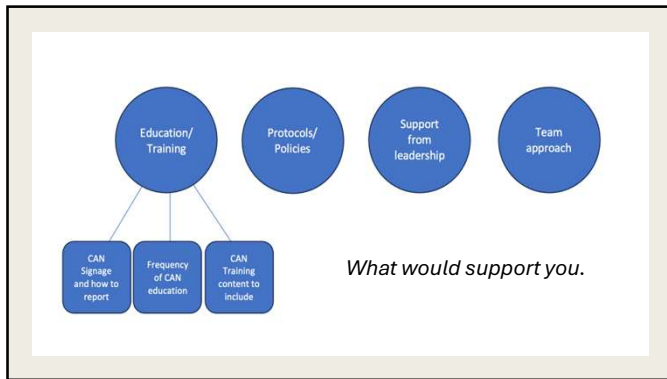 Education/
Training
Protocols/
Policies
Support
from
leadership
Team
approach
CAN
Signage
and how to
report
Frequency
of CAN
education
CAN
Training
content to
include
What would support you.